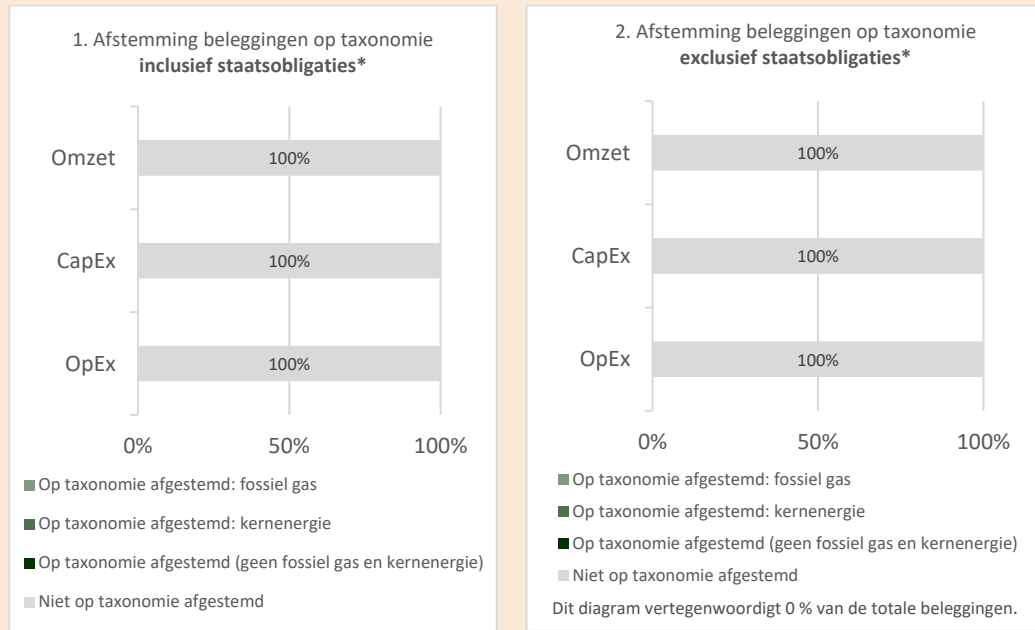 1. Afstemming beleggingen op taxonomie
inclusief staatsobligaties*
Omzet
100%
CapEx
100%
OpEx
100%
0% 50% 100%
Op taxonomie afgestemd: fossiel gas
Op taxonomie afgestemd: kernenergie
Op taxonomie afgestemd (geen fossiel gas en kernenergie)
Niet op taxonomie afgestemd
2. Afstemming beleggingen op taxonomie
exclusief staatsobligaties*
Omzet
100%
CapEx
100%
OpEx
100%
0% 50% 100%
Op taxonomie afgestemd: fossiel gas
Op taxonomie afgestemd: kernenergie
Op taxonomie afgestemd (geen fossiel gas en kernenergie)
Niet op taxonomie afgestemd
Dit diagram vertegenwoordigt 0 % van de totale beleggingen.